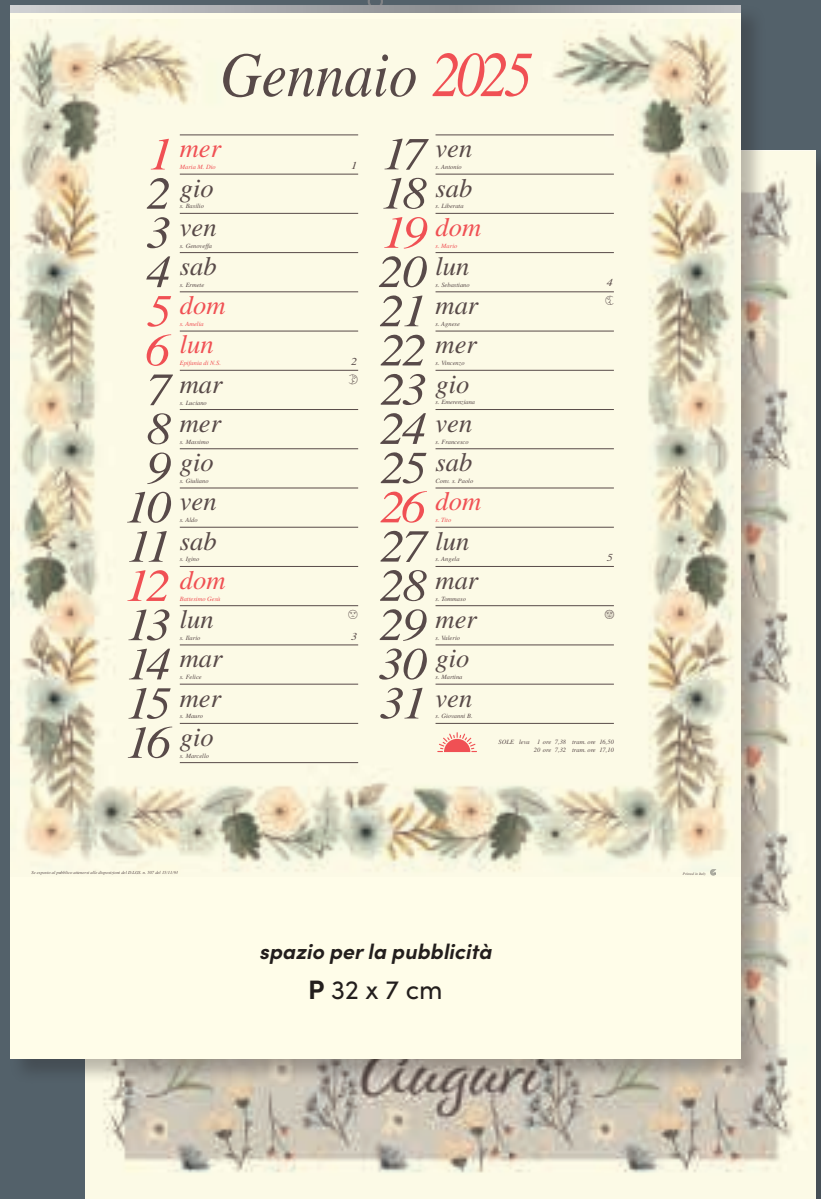 Gennaio 2025
1 mer
Maria M. Dio 1
2 gio
s. Basilio
3 ven
s. Genoveffa
4 sab
s. Ermete
5 dom
s. Amelia
6 lun
Epifania di N.S. 2
7 mar
s. Luciano
8 mer
s. Massimo
9 gio
s. Giuliano
10 ven
s. Aldo
11 sab
s. Igino
12 dom
Battesimo Gesù
13 lun
s. Ilario 3
14 mar
s. Felice
15 mer
s. Mauro
16 gio
s. Marcello
17 ven
s. Antonio
18 sab
s. Liberata
19 dom
s. Mario
20 lun
s. Sebastiano 4
21 mar
s. Agnese
22 mer
s. Vincenzo
23 gio
s. Emerenziana
24 ven
s. Francesco
25 sab
Conv. s. Paolo
26 dom
s. Tito
27 lun
s. Angela 5
28 mar
s. Tommaso
29 mer
s. Valerio
30 gio
s. Martina
31 ven
s. Giovanni B.
SOLE leva 1 ore 7,38 tram. ore 16,50
20 ore 7,32 tram. ore 17,10
Printed in Italy
spazio per la pubblicità
P 32 x 7 cm
Auguri